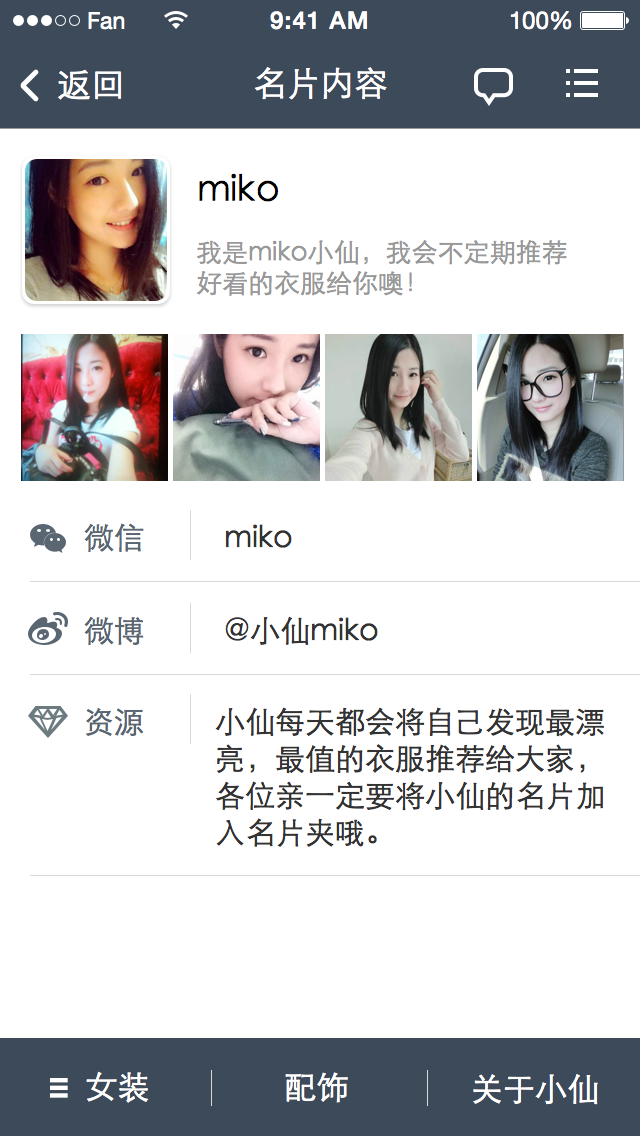 Fan 9:41 AM 100%
返回 名片内容
miko
我是miko小仙，我会不定期推荐
好看的衣服给你噢！
微信 miko
微博 @小仙miko
资源 小仙每天都会将自己发现最漂
亮，最值的衣服推荐给大家，
各位亲一定要将小仙的名片加
入名片夹哦。
女装 配饰 关于小仙